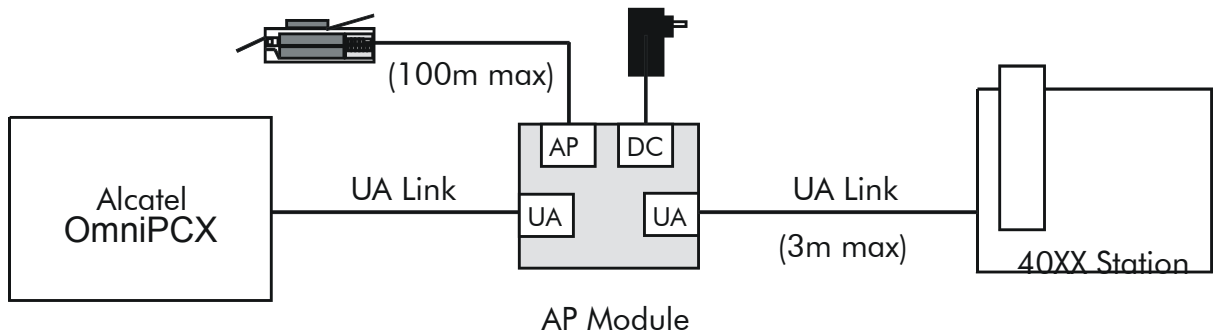 (100m max)
AP
DC
Alcatel
OmniPCX
UA Link
UA
UA
UA Link
(3m max)
40XX Station
AP Module